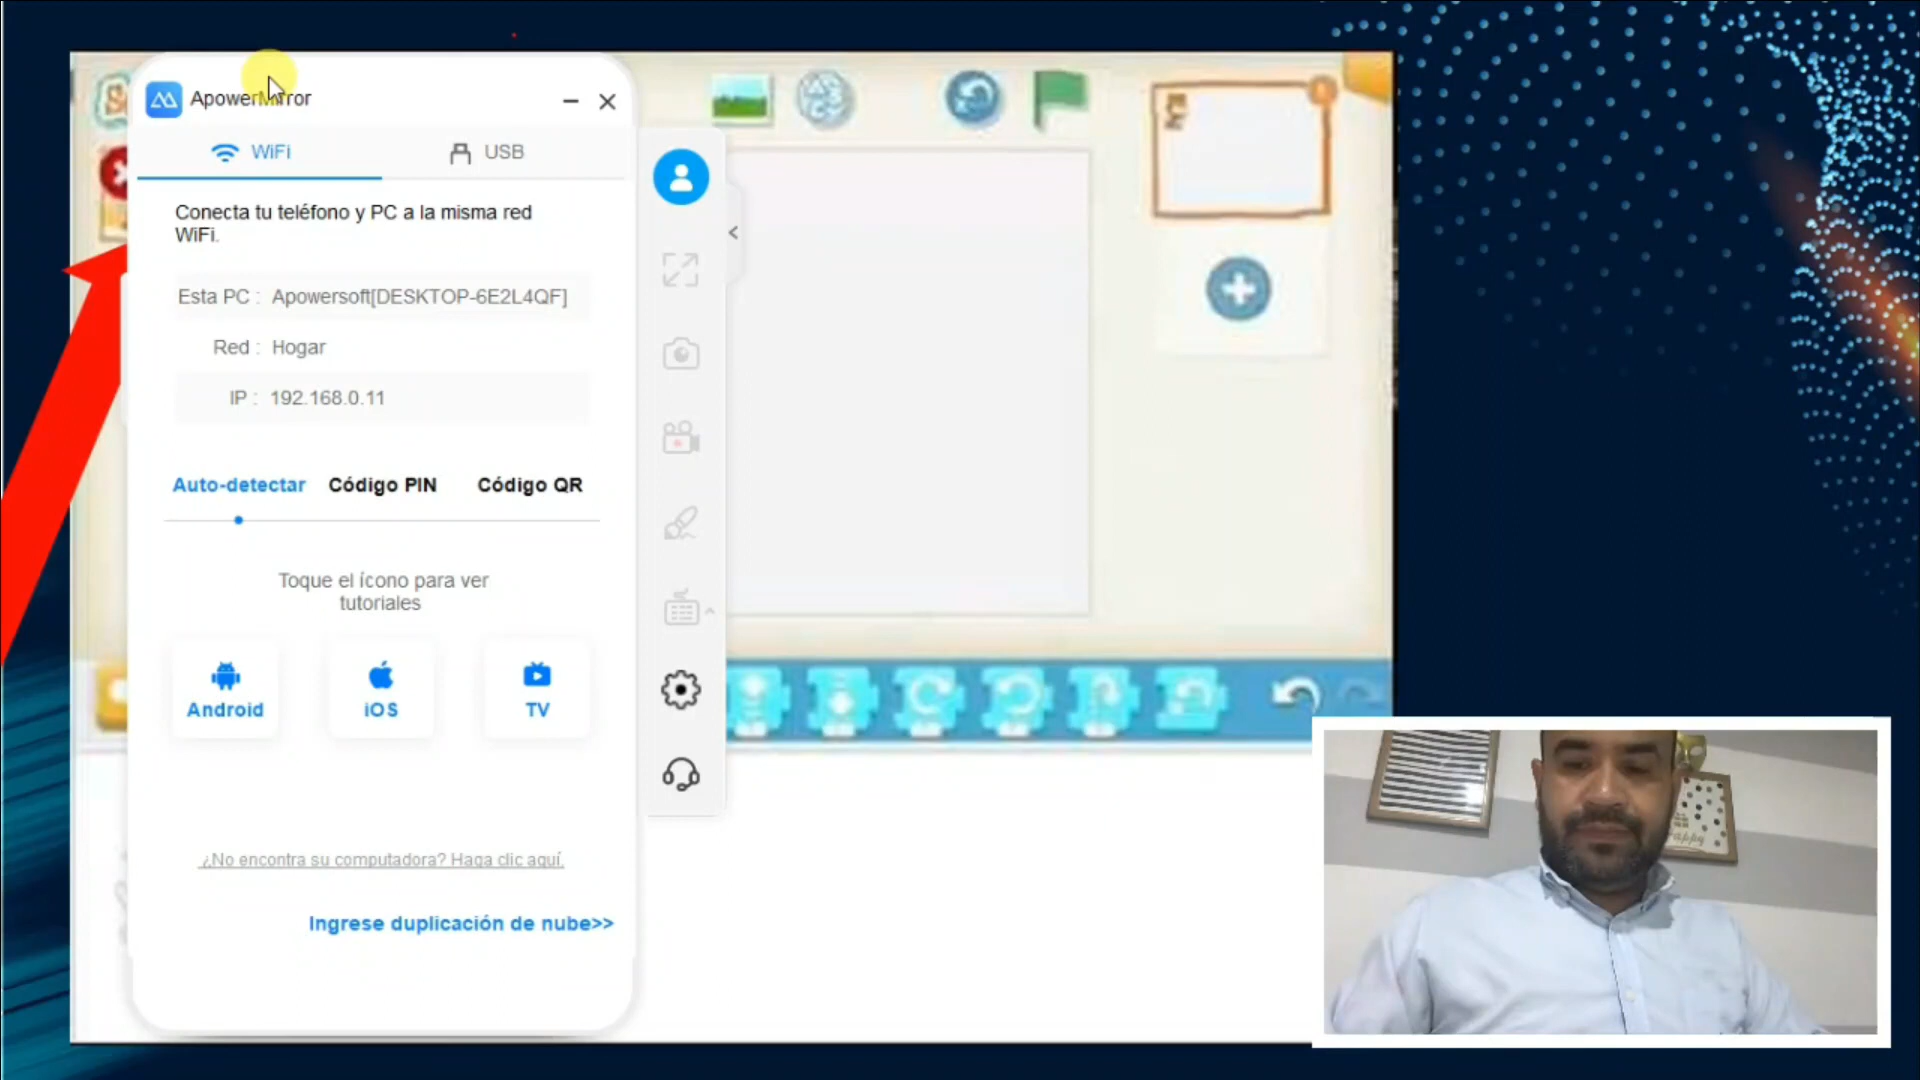 ApowerMirror
WiFi
USB
Conecta tu teléfono y PC a la misma red
WiFi.
Esta PC : Apowersoft[DESKTOP-6E2L4QF]
Red : Hogar
IP : 192.168.0.11
Auto-detectar Código PIN Código QR
Toque el ícono para ver
tutoriales
Android
iOS
TV
¿No encontra su computadora? Haga clic aquí.
Ingrese duplicación de nube>>